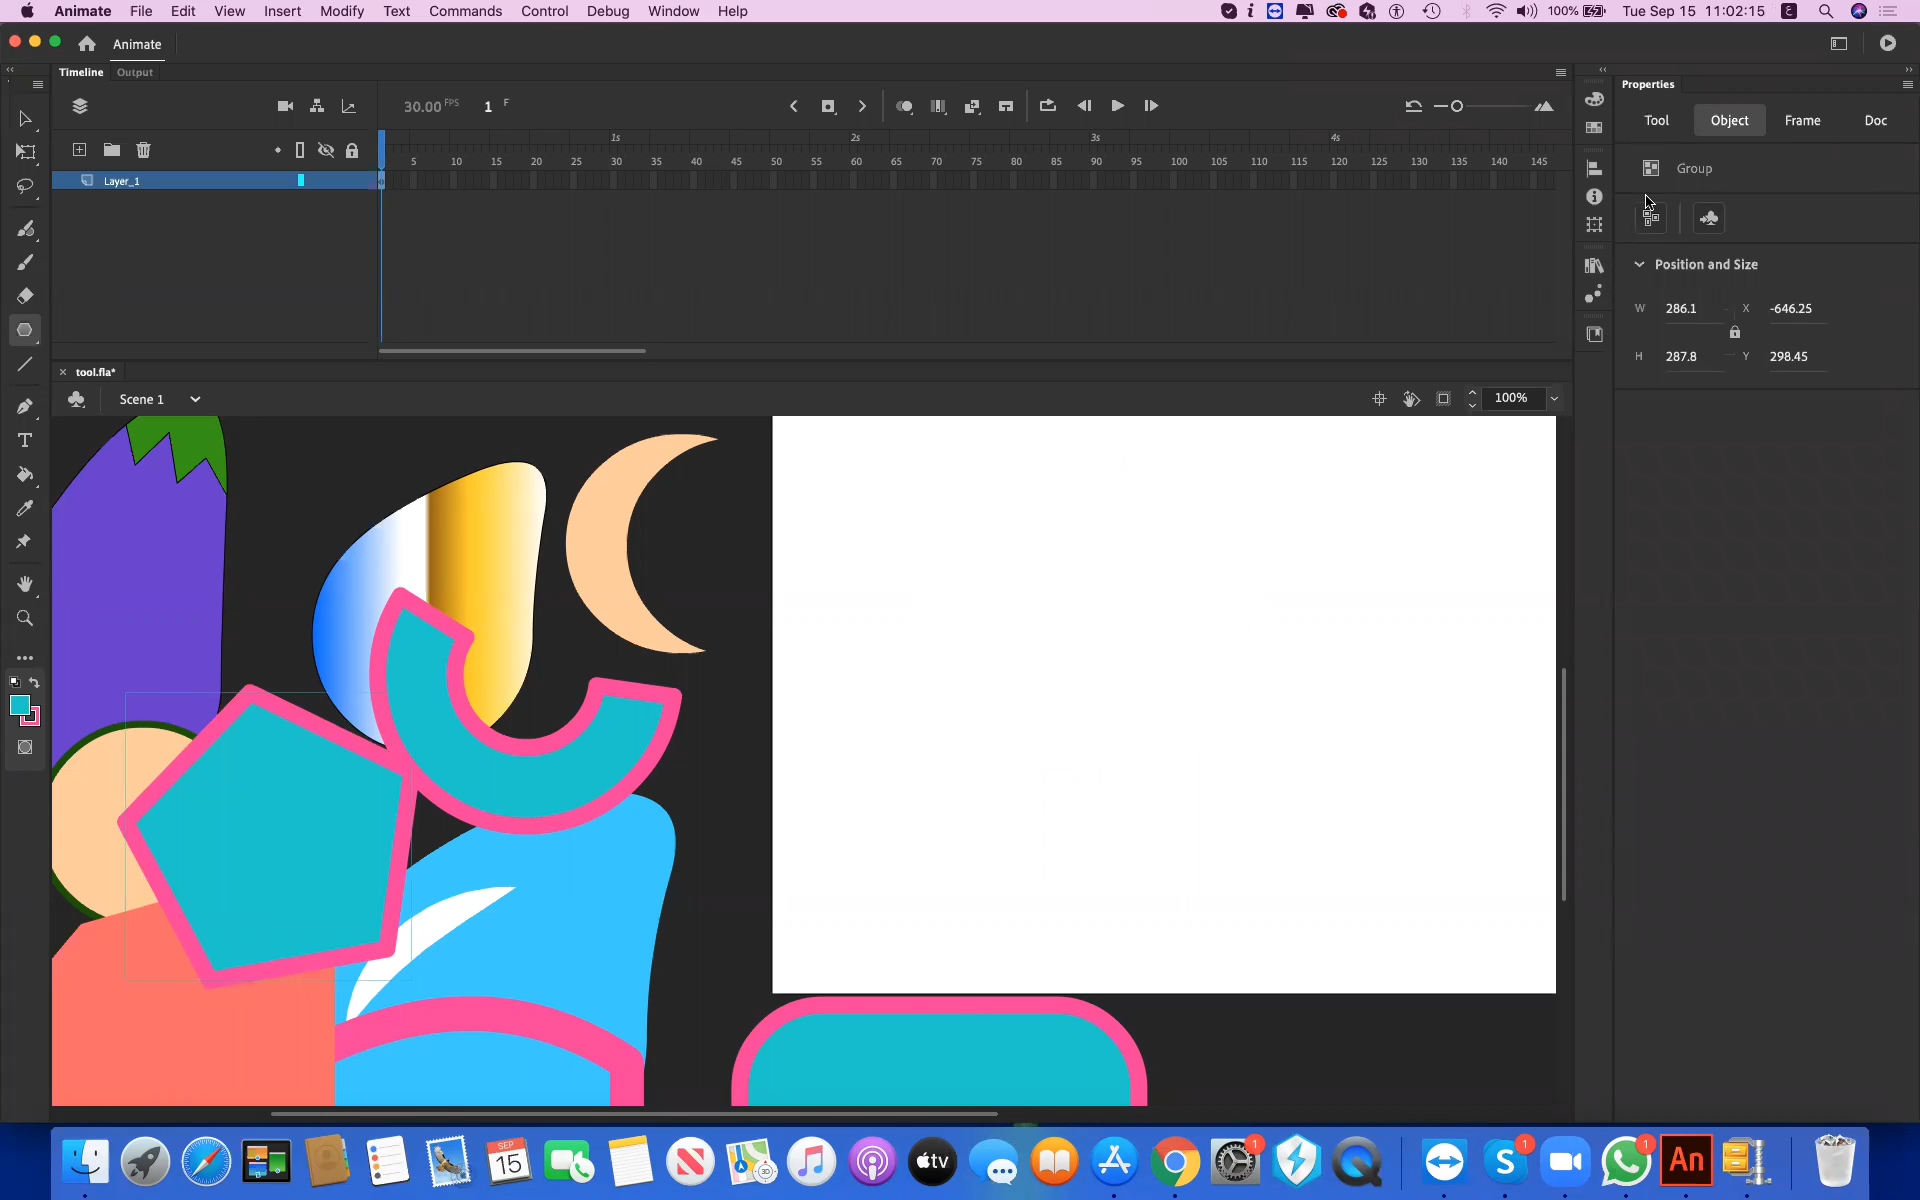 Animate File Edit View Insert Modify Text Commands Control Debug Window Help 100% Tue Sep 15 11:02:15 ع
Animate
Timeline Output
Properties
30.00 FPS 1 F
Tool Object Frame Doc
1s 2s 3s 4s
5 10 15 20 25 30 35 40 45 50 55 60 65 70 75 80 85 90 95 100 105 110 115 120 125 130 135 140 145
Layer_1
Group
Position and Size
W 286.1 X -646.25
H 287.8 Y 298.45
tool.fla*
Scene 1
100%
T
SEP
15
3D
tv
1
1
1
An